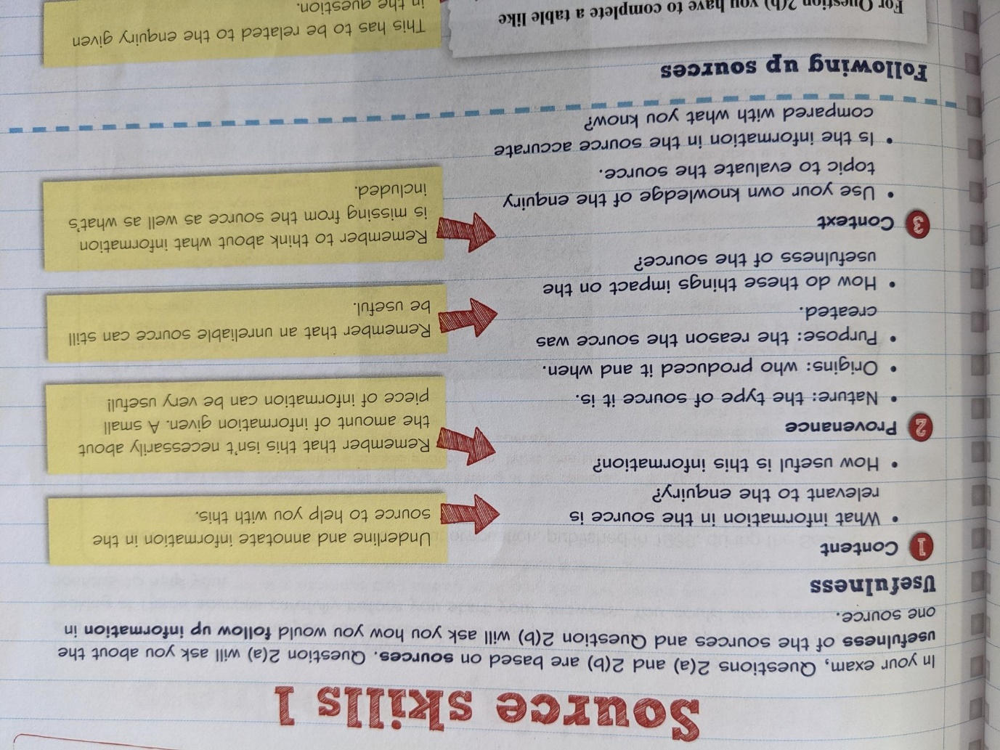 Source skills 1
In your exam, Questions 2(a) and 2(b) are based on sources. Question 2(a) will ask you about the
usefulness of the sources and Question 2(b) will ask you how you would follow up information in
one source.
Usefulness
1 Content
• What information in the source is
relevant to the enquiry?
• How useful is this information?
Underline and annotate information in the
source to help you with this.
Remember that this isn't necessarily about
the amount of information given. A small
piece of information can be very useful!
2 Provenance
• Nature: the type of source it is.
• Origins: who produced it and when.
• Purpose: the reason the source was
created.
• How do these things impact on the
usefulness of the source?
Remember that an unreliable source can still
be useful.
3 Context
• Use your own knowledge of the enquiry
topic to evaluate the source.
• Is the information in the source accurate
compared with what you know?
Remember to think about what information
is missing from the source as well as what's
included.
Following up sources
For Question 2(b) you have to complete a table like
This has to be related to the enquiry given
in the question.